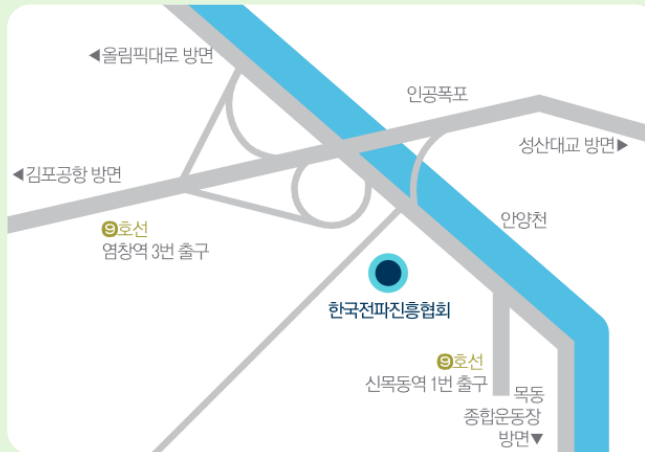 ◀올림픽대로 방면
인공폭포
성산대교 방면▶
◀김포공항 방면
안양천
9호선
염창역 3번 출구
한국전파진흥협회
9호선
신목동역 1번 출구
목동
종합운동장
방면▼